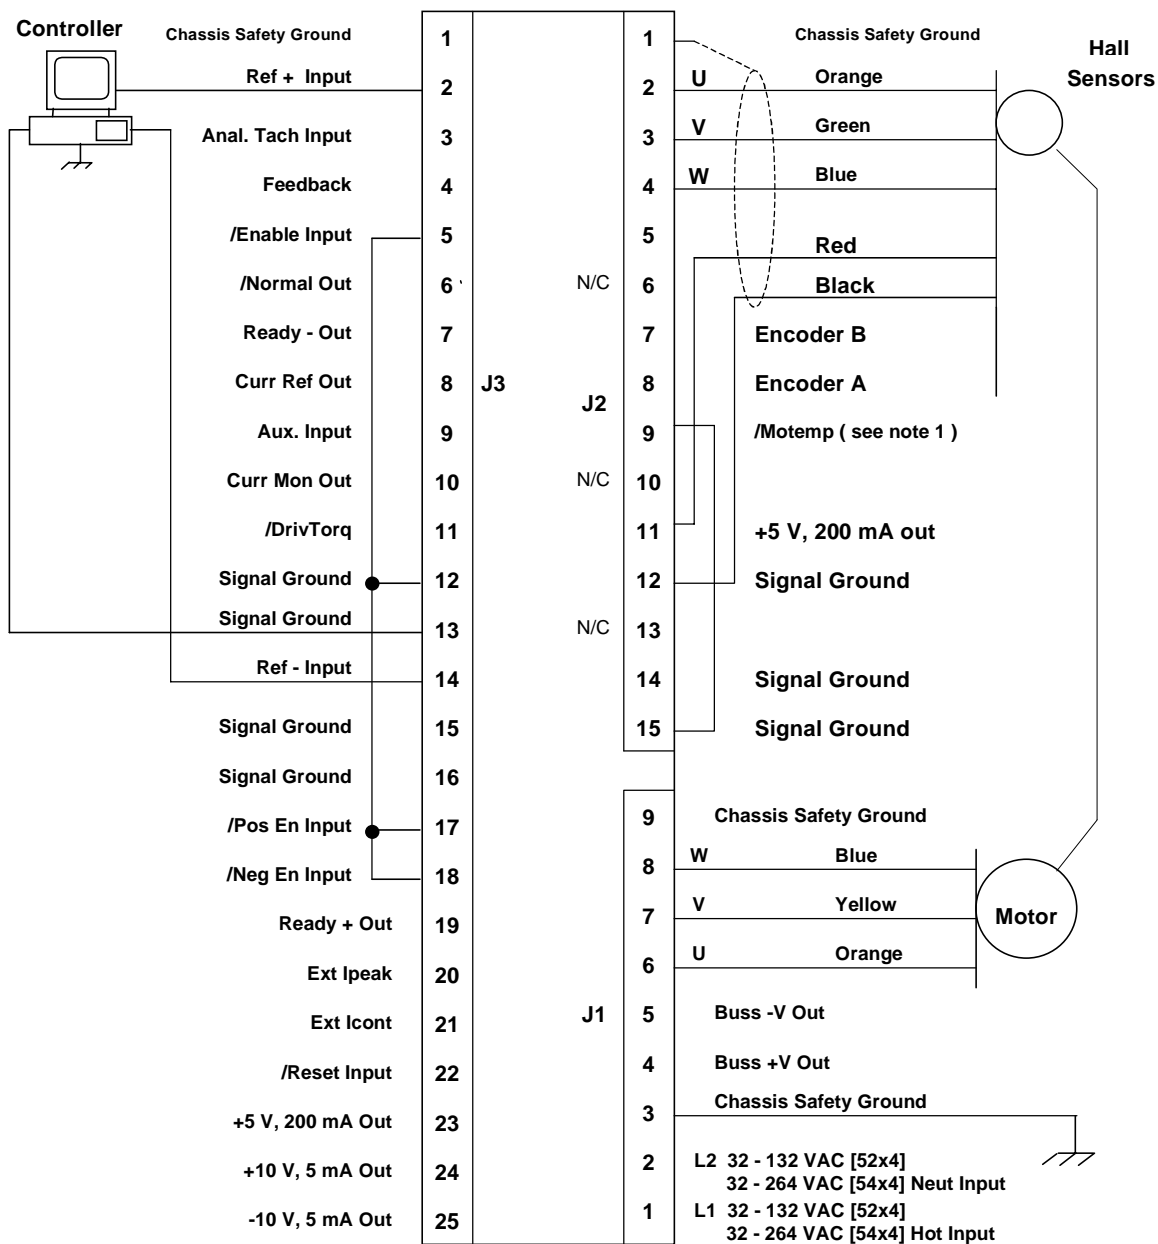 Controller
Chassis Safety Ground 1
Ref + Input 2
Anal. Tach Input 3
Feedback 4
/Enable Input 5
/Normal Out 6
Ready - Out 7
Curr Ref Out 8 J3
Aux. Input 9
Curr Mon Out 10
/DrivTorq 11
Signal Ground 12
Signal Ground 13
Ref - Input 14
Signal Ground 15
Signal Ground 16
/Pos En Input 17
/Neg En Input 18
Ready + Out 19
Ext Ipeak 20
Ext Icont 21
/Reset Input 22
+5 V, 200 mA Out 23
+10 V, 5 mA Out 24
-10 V, 5 mA Out 25
J2
1 Chassis Safety Ground
2 U Orange
3 V Green
4 W Blue
5
Red
N/C 6
Black
7 Encoder B
8 Encoder A
9 /Motemp ( see note 1 )
N/C 10
11 +5 V, 200 mA out
12 Signal Ground
N/C 13
14 Signal Ground
15 Signal Ground
Hall
Sensors
J1
9 Chassis Safety Ground
8 W Blue
7 V Yellow
6 U Orange
Motor
5 Buss -V Out
4 Buss +V Out
3 Chassis Safety Ground
2 L2 32 - 132 VAC [52x4]
32 - 264 VAC [54x4] Neut Input
1 L1 32 - 132 VAC [52x4]
32 - 264 VAC [54x4] Hot Input